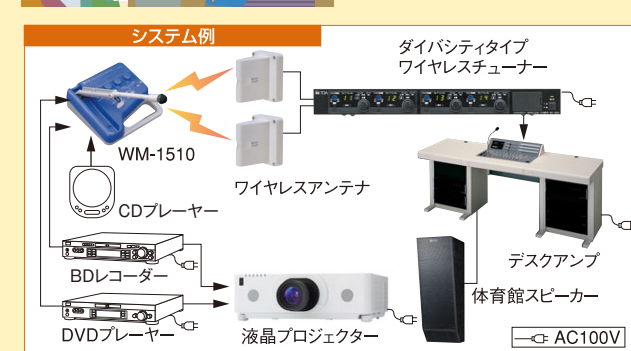 システム例
ダイバシティタイプ
ワイヤレスチューナー
WM-1510
ワイヤレスアンテナ
CDプレーヤー
デスクアンプ
BDレコーダー
体育館スピーカー
DVDプレーヤー
液晶プロジェクター
AC100V